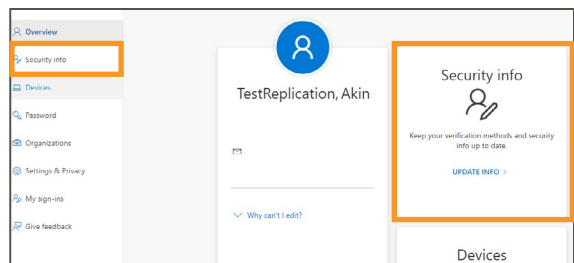 Overview
Security info
Devices
Password
Organizations
Settings & Privacy
My sign-ins
Give feedback
TestReplication, Akin
Why can't I edit?
Security info
Keep your verification methods and security
info up to date.
UPDATE INFO >
Devices